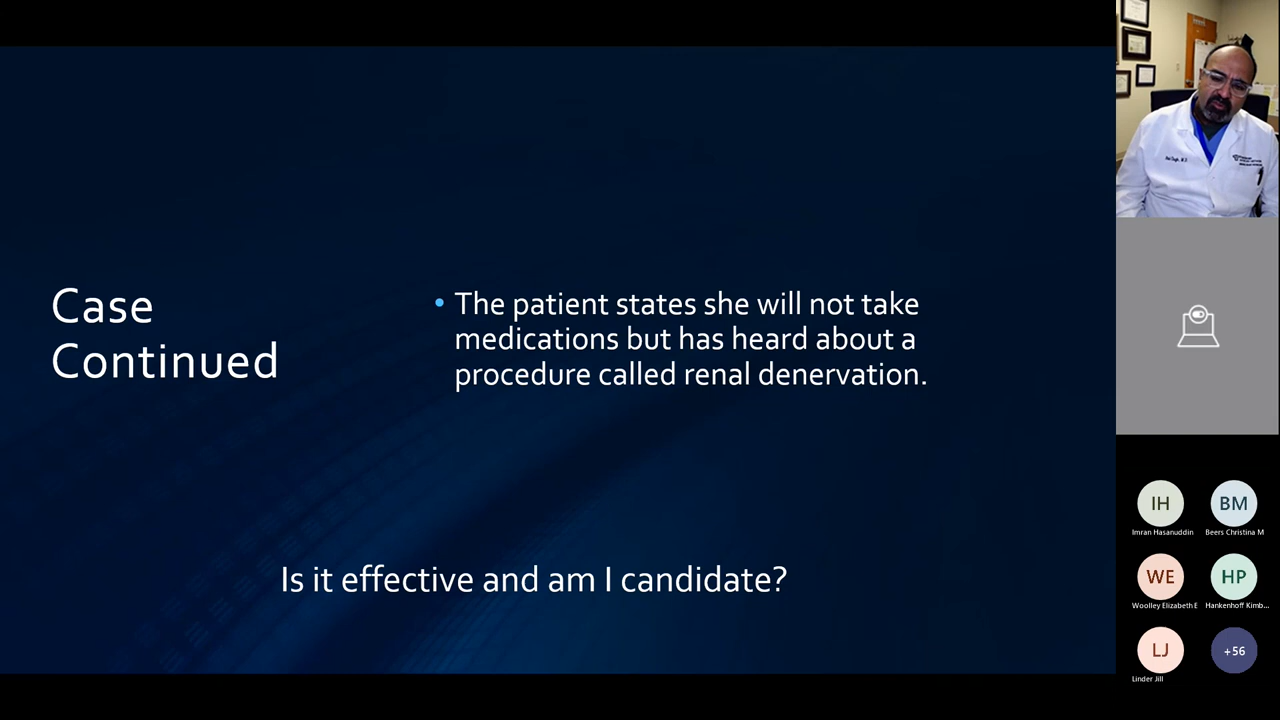 Case
Continued
• The patient states she will not take
medications but has heard about a
procedure called renal denervation.
Is it effective and am I candidate?
IH
BM
Imran Hasanuddin
Beers Christina M
WE
HP
Woolley Elizabeth E
Hankenhoff Kimb...
LJ
+56
Linder Jill